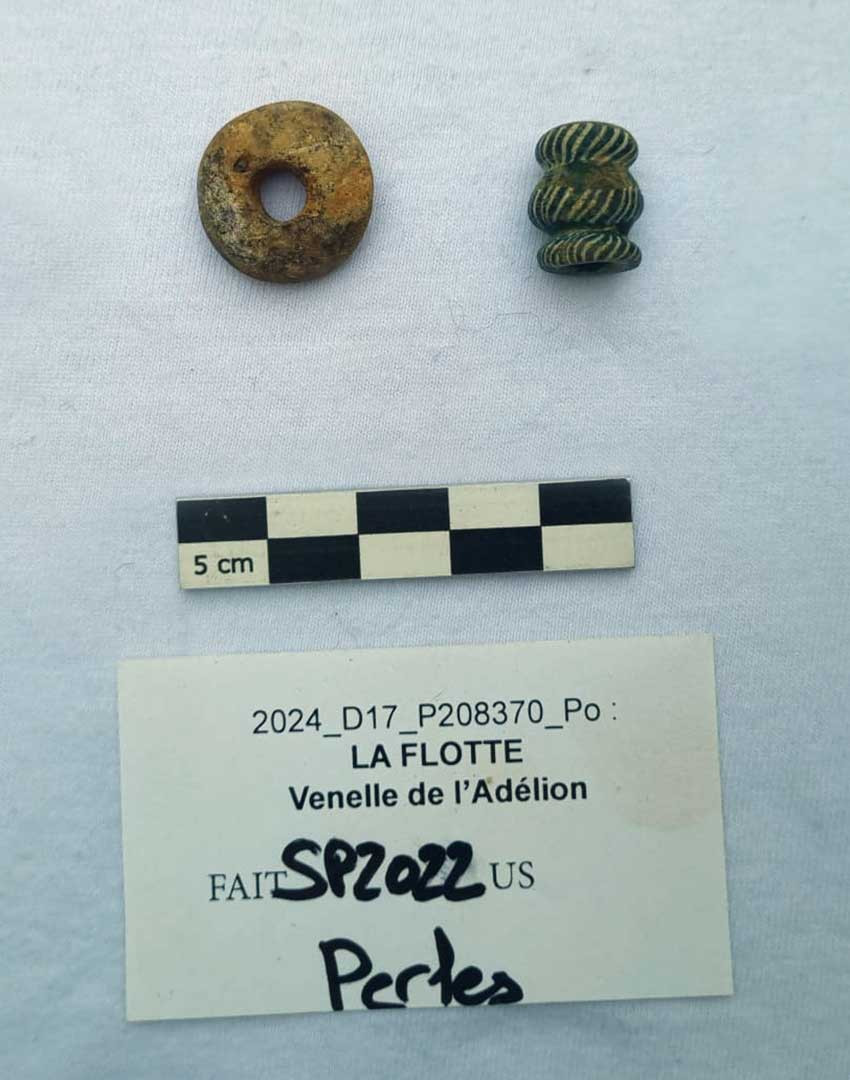 5 cm
2024_D17_P208370_Po :
LA FLOTTE
Venelle de l'Adélion
FAIT SP2022 US
Perles